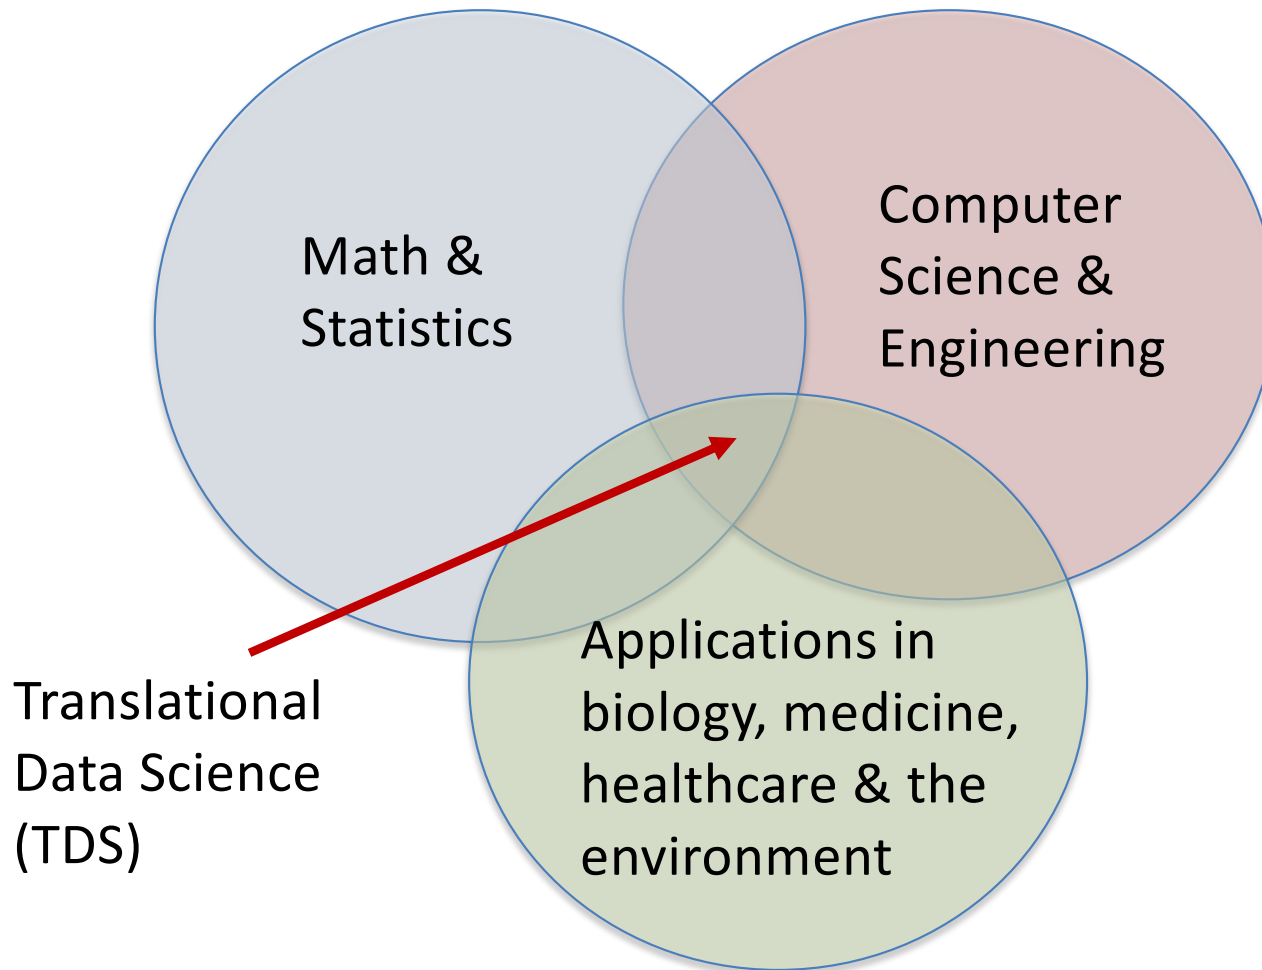 Math &
Statistics
Computer
Science &
Engineering
Translational
Data Science
(TDS)
Applications in
biology, medicine,
healthcare & the
environment